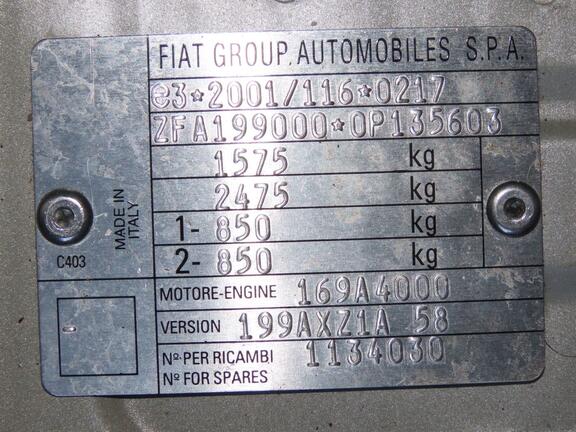 FIAT GROUP AUTOMOBILES S.P.A.
e3*2001/116*0217
ZFA199000*0P135603
1575 kg
2475 kg
1- 850 kg
2- 850 kg
MADE IN
ITALY
C403
MOTORE-ENGINE 169A4000
VERSION 199AXZ1A 58
Nº PER RICAMBI 1134030
Nº FOR SPARES
-